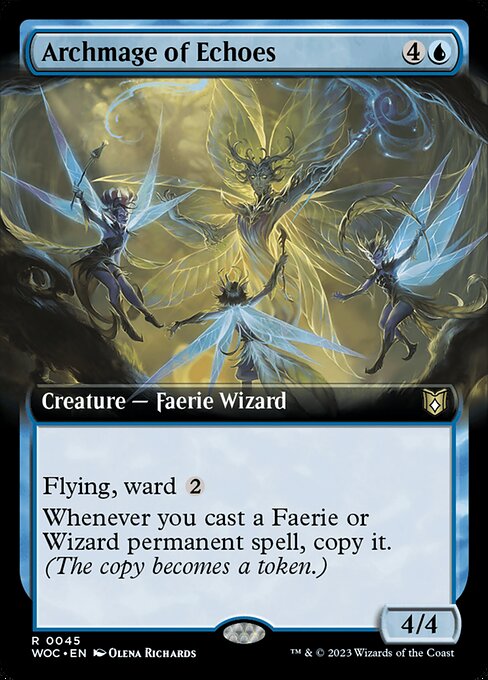 Archmage of Echoes 4
Creature — Faerie Wizard
Flying, ward 2
Whenever you cast a Faerie or
Wizard permanent spell, copy it.
(The copy becomes a token.)
4/4
R 0045
WOC • EN Olena Richards ™ & © 2023 Wizards of the Coast